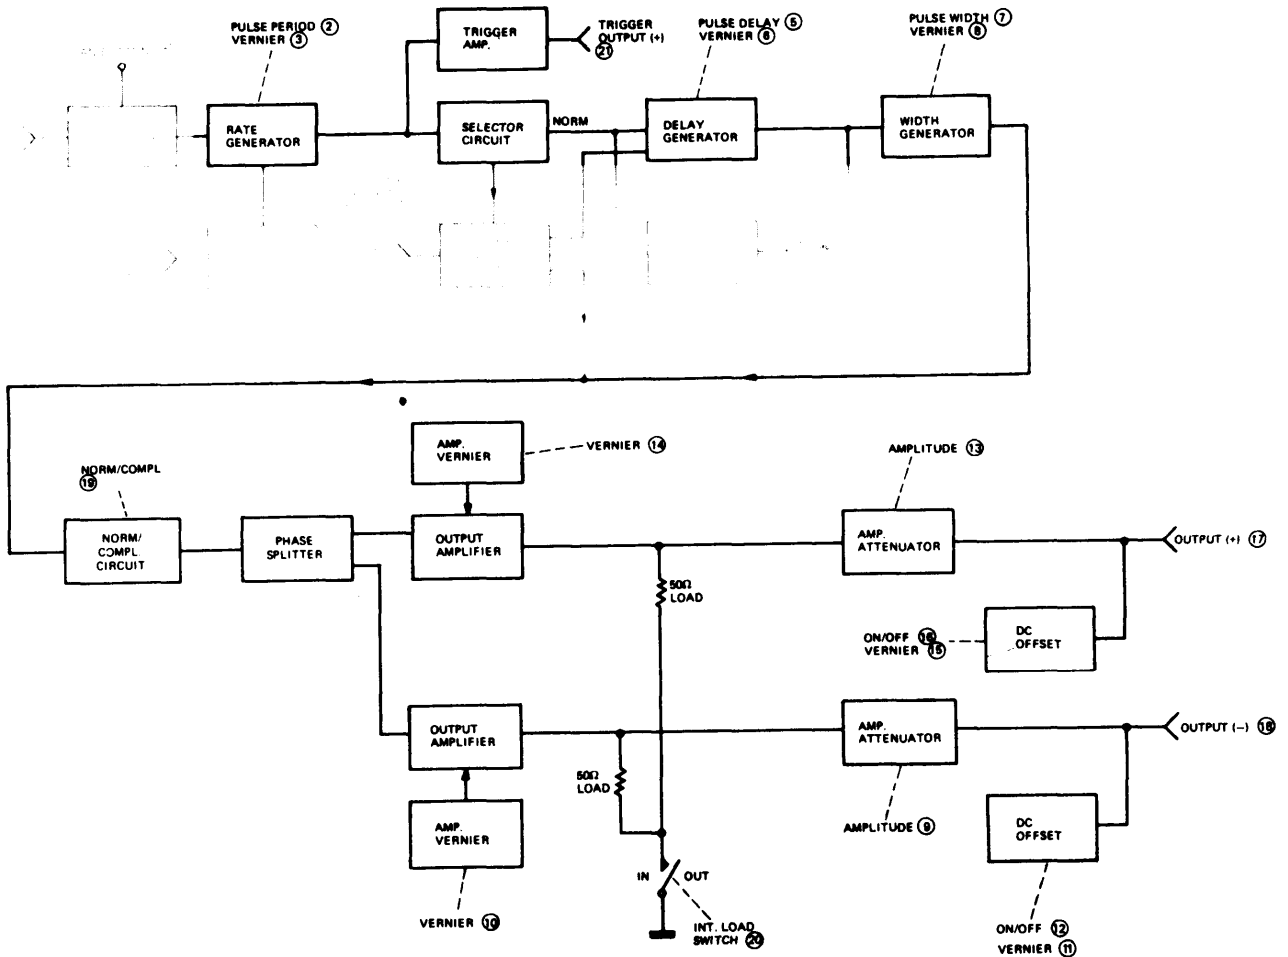 PULSE PERIOD ②
VERNIER ③
TRIGGER
AMP.
TRIGGER
OUTPUT (+)
㉑
PULSE DELAY ⑤
VERNIER ⑥
PULSE WIDTH ⑦
VERNIER ⑧
RATE
GENERATOR
SELECTOR
CIRCUIT
NORM
DELAY
GENERATOR
WIDTH
GENERATOR
AMP.
VERNIER
VERNIER ⑭
AMPLITUDE ⑬
NORM/COMPL
⑲
NORM/
COMPL.
CIRCUIT
PHASE
SPLITTER
OUTPUT
AMPLIFIER
50Ω
LOAD
AMP.
ATTENUATOR
OUTPUT (+) ⑰
ON/OFF ⑯
VERNIER ⑮
DC
OFFSET
OUTPUT
AMPLIFIER
50Ω
LOAD
AMP.
ATTENUATOR
OUTPUT (−) ⑱
AMP.
VERNIER
AMPLITUDE ⑨
DC
OFFSET
IN OUT
VERNIER ⑩
INT. LOAD
SWITCH ⑳
ON/OFF ⑫
VERNIER ⑪